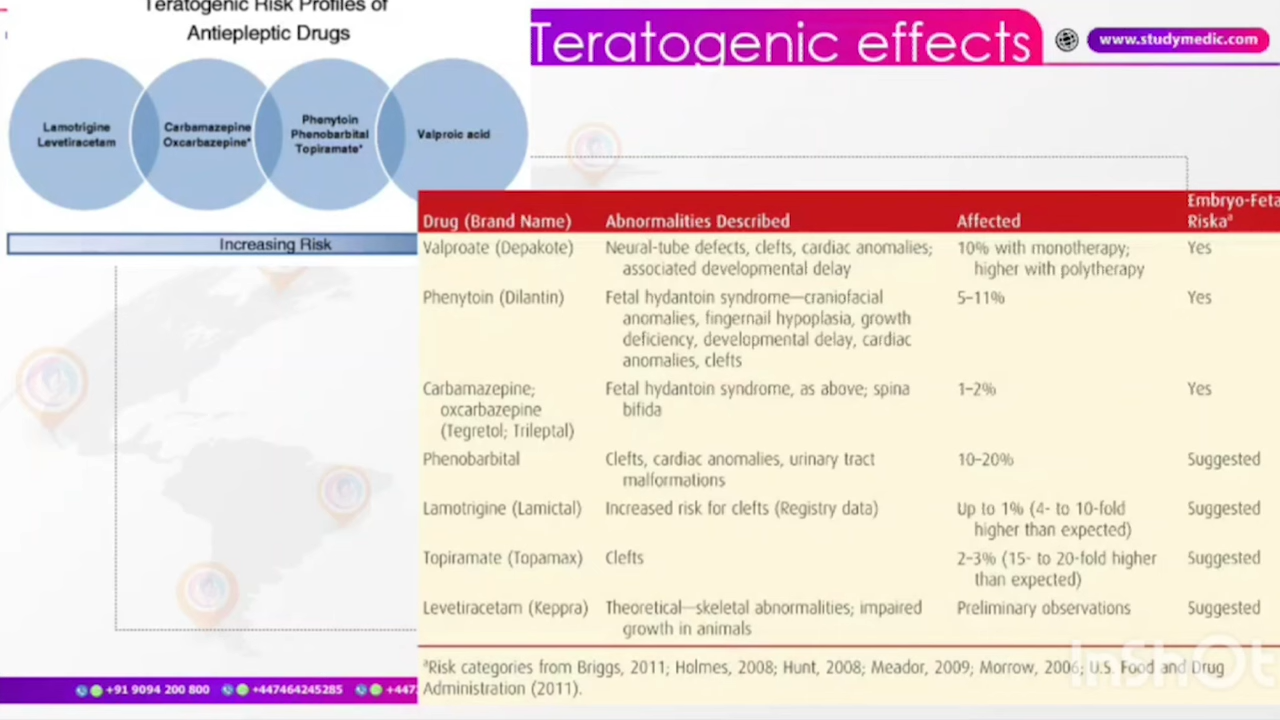 Teratogenic Risk Profiles of
Antiepleptic Drugs
Lamotrigine
Levetiracetam
Carbamazepine
Oxcarbazepine*
Phenytoin
Phenobarbital
Topiramate*
Valproic acid
Increasing Risk
Teratogenic effects
www.studymedic.com
Drug (Brand Name) Abnormalities Described Affected Embryo-Feta
Riskᵃ
Valproate (Depakote) Neural-tube defects, clefts, cardiac anomalies; 10% with monotherapy; Yes
associated developmental delay higher with polytherapy
Phenytoin (Dilantin) Fetal hydantoin syndrome—craniofacial 5–11% Yes
anomalies, fingernail hypoplasia, growth
deficiency, developmental delay, cardiac
anomalies, clefts
Carbamazepine; Fetal hydantoin syndrome, as above; spina 1–2% Yes
oxcarbazepine bifida
(Tegretol; Trileptal)
Phenobarbital Clefts, cardiac anomalies, urinary tract 10–20% Suggested
malformations
Lamotrigine (Lamictal) Increased risk for clefts (Registry data) Up to 1% (4- to 10-fold Suggested
higher than expected)
Topiramate (Topamax) Clefts 2–3% (15- to 20-fold higher Suggested
than expected)
Levetiracetam (Keppra) Theoretical—skeletal abnormalities; impaired Preliminary observations Suggested
growth in animals
ᵃRisk categories from Briggs, 2011; Holmes, 2008; Hunt, 2008; Meador, 2009; Morrow, 2006; U.S. Food and Drug
Administration (2011).
+91 9094 200 800 +447464245285 +447
InShOt